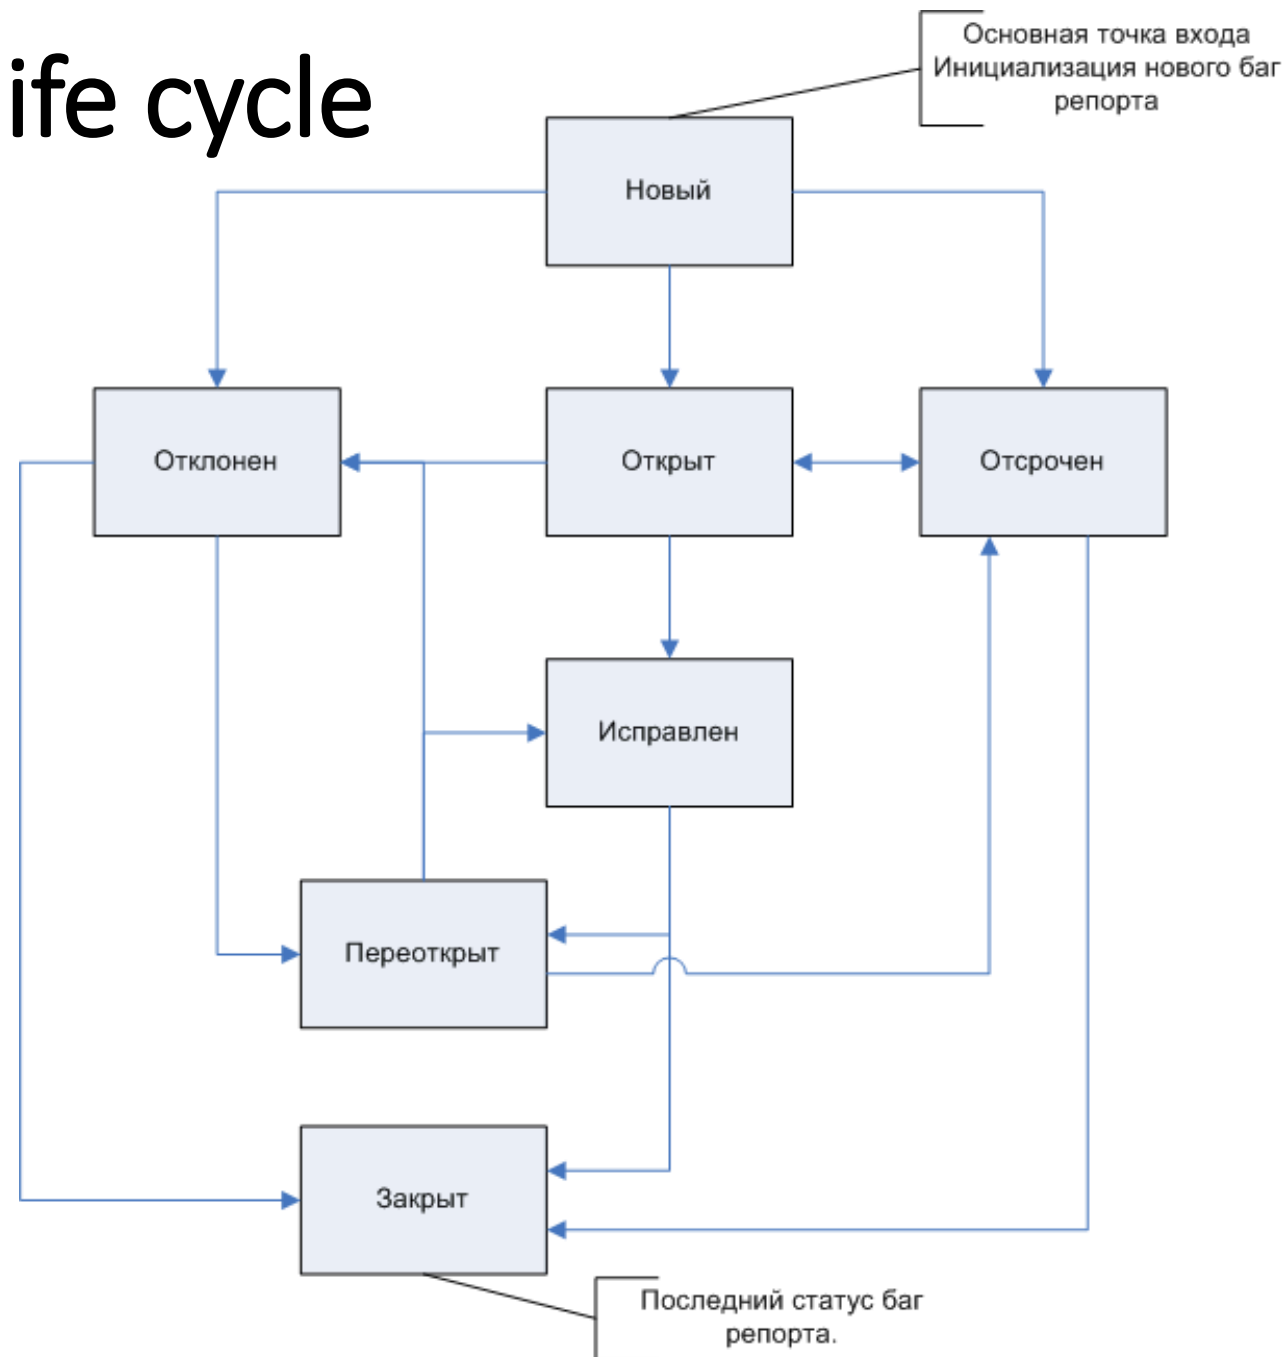 ife cycle
Основная точка входа
Инициализация нового баг
репорта
Новый
Отклонен
Открыт
Отсрочен
Исправлен
Переоткрыт
Закрыт
Последний статус баг
репорта.